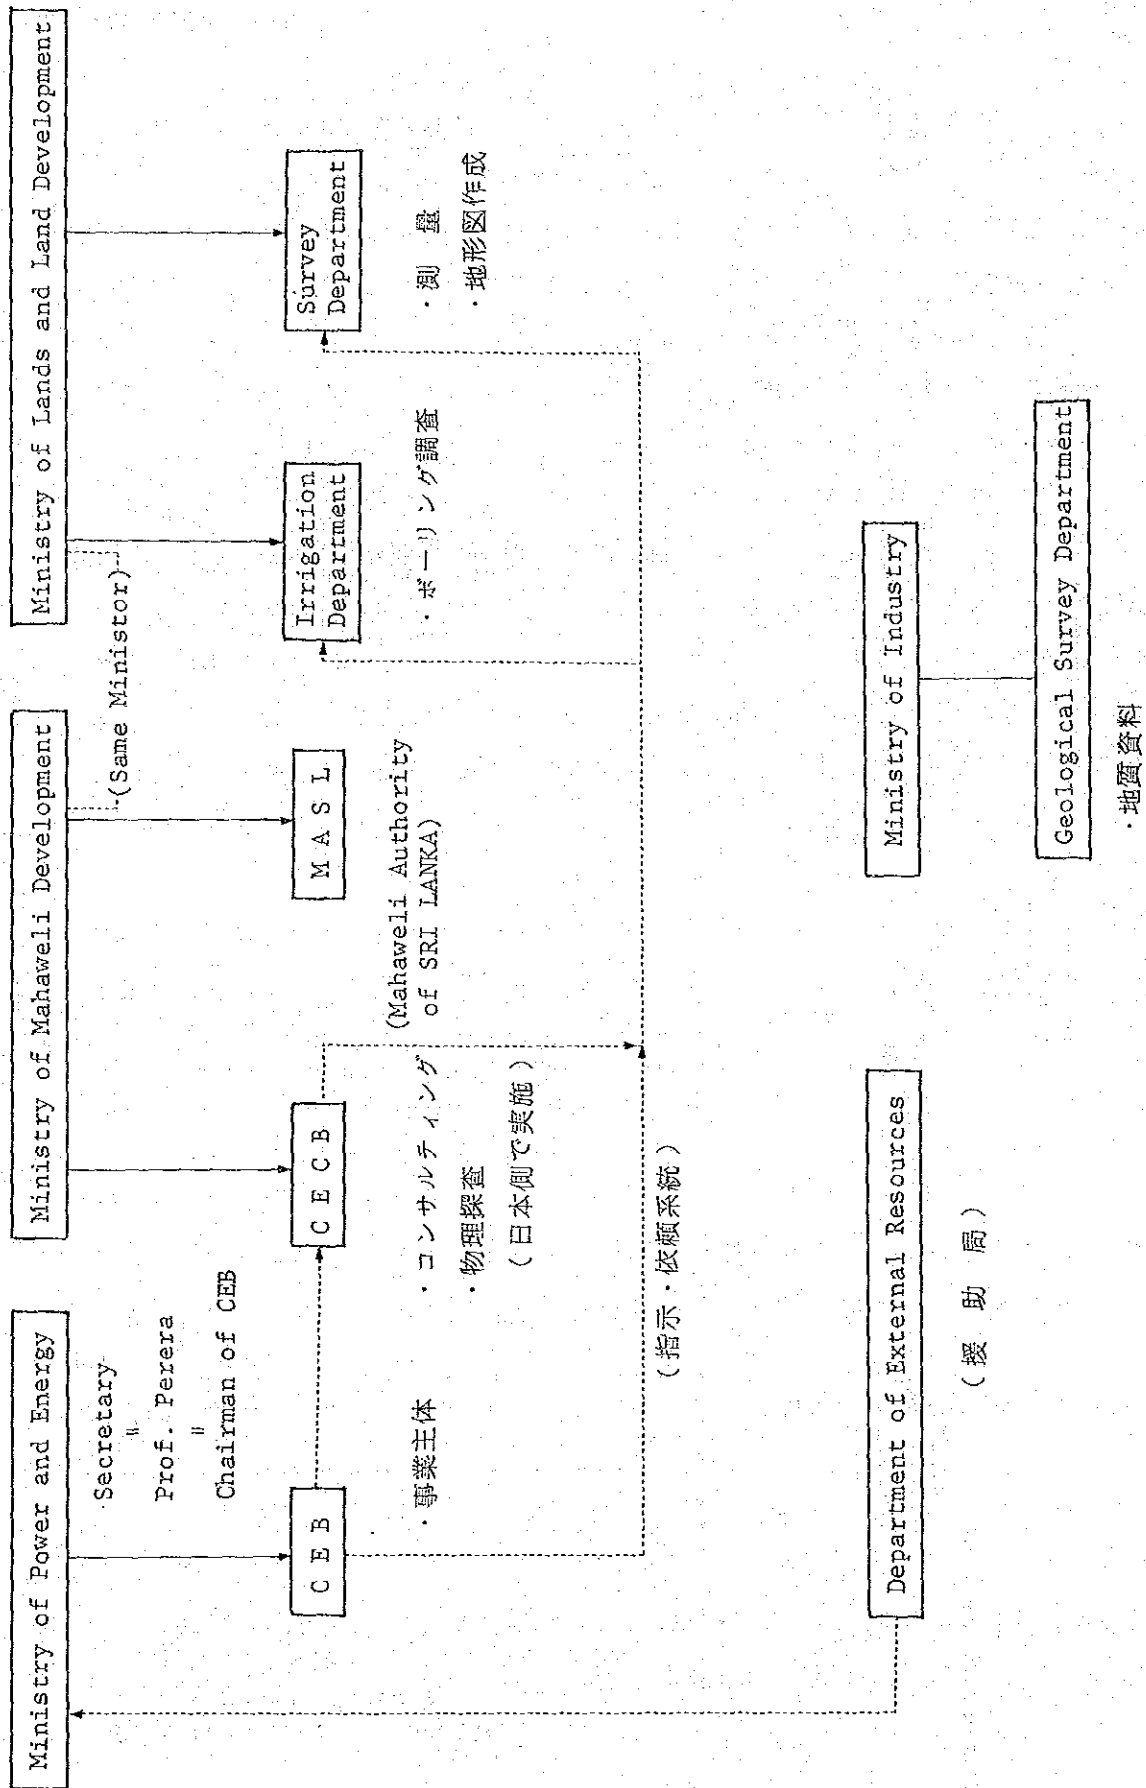 Ministry of Power and Energy
Ministry of Mahaweli Development
Ministry of Lands and Land Development
Secretary
〃
Prof. Perera
〃
Chairman of CEB
(Same Ministor)
C E B
C E C B
M A S L
Irrigation
Department
Survey
Department
・事業主体
・コンサルティング
・物理探査
(日本側で実施)
(Mahaweli Authority
of SRI LANKA)
・ボーリング調査
・測 量
・地形図作成
(指示・依頼系統)
Department of External Resources
(援 助 局)
Ministry of Industry
Geological Survey Department
・地質資料